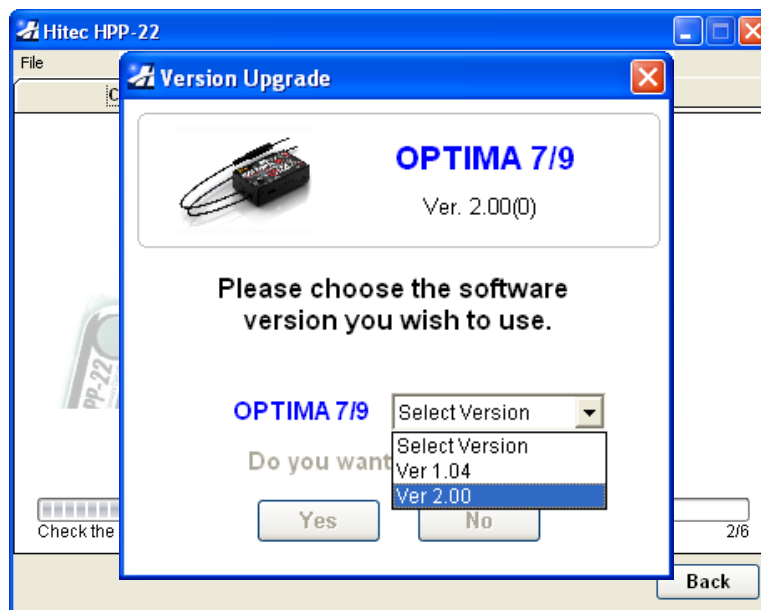 Hitec HPP-22
File
C
Version Upgrade
OPTIMA 7/9
Ver. 2.00(0)
Please choose the software
version you wish to use.
PP-22
OPTIMA 7/9
Select Version
Select Version
Ver 1.04
Ver 2.00
Do you want
Yes
No
Check the
2/6
Back